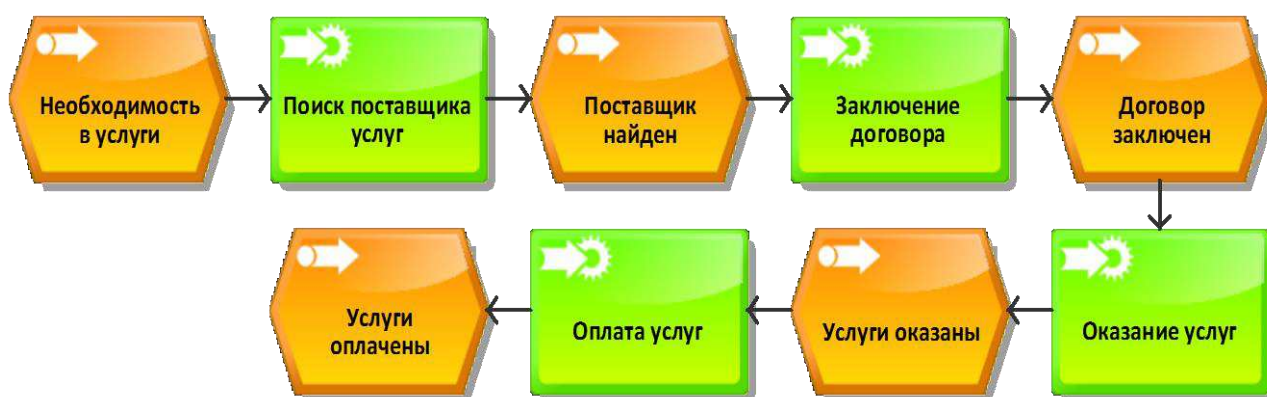 Необходимость
в услуги
Поиск поставщика
услуг
Поставщик
найден
Заключение
договора
Договор
заключен
Оказание услуг
Услуги оказаны
Оплата услуг
Услуги
оплачены